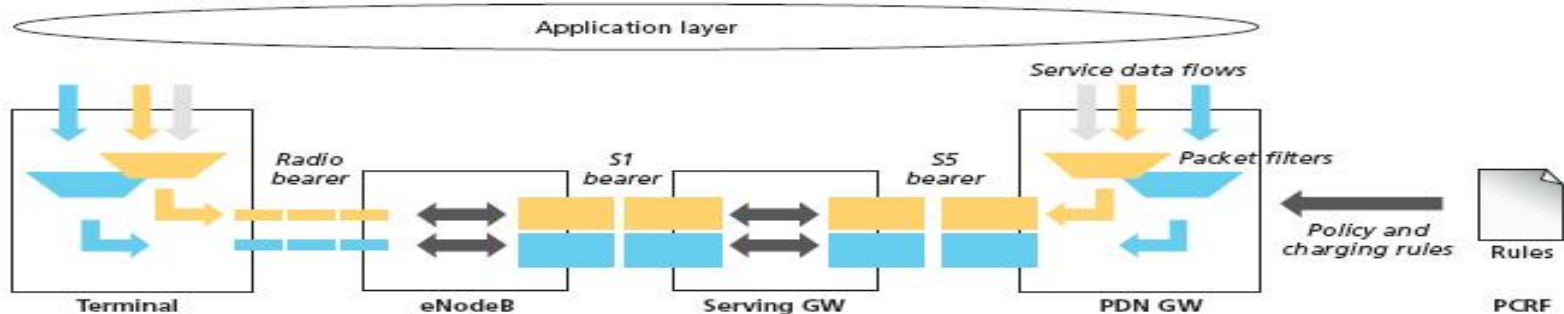 Application layer
Service data flows
Radio
bearer
S1
bearer
S5
bearer
Packet filters
Policy and
charging rules
Rules
Terminal
eNodeB
Serving GW
PDN GW
PCRF